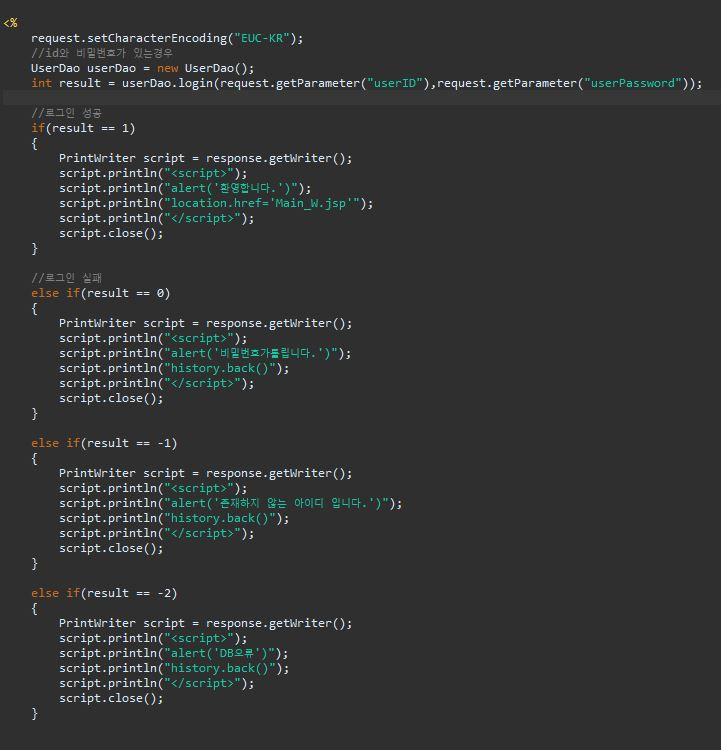 <%
request.setCharacterEncoding("EUC-KR");
//id와 비밀번호가 있는경우
UserDao userDao = new UserDao();
int result = userDao.login(request.getParameter("userID"),request.getParameter("userPassword"));
//로그인 성공
if(result == 1)
{
PrintWriter script = response.getWriter();
script.println("<script>");
script.println("alert('환영합니다.')");
script.println("location.href='Main_W.jsp'");
script.println("</script>");
script.close();
}
//로그인 실패
else if(result == 0)
{
PrintWriter script = response.getWriter();
script.println("<script>");
script.println("alert('비밀번호가틀립니다.')");
script.println("history.back()");
script.println("</script>");
script.close();
}
else if(result == -1)
{
PrintWriter script = response.getWriter();
script.println("<script>");
script.println("alert('존재하지 않는 아이디 입니다.')");
script.println("history.back()");
script.println("</script>");
script.close();
}
else if(result == -2)
{
PrintWriter script = response.getWriter();
script.println("<script>");
script.println("alert('DB오류')");
script.println("history.back()");
script.println("</script>");
script.close();
}